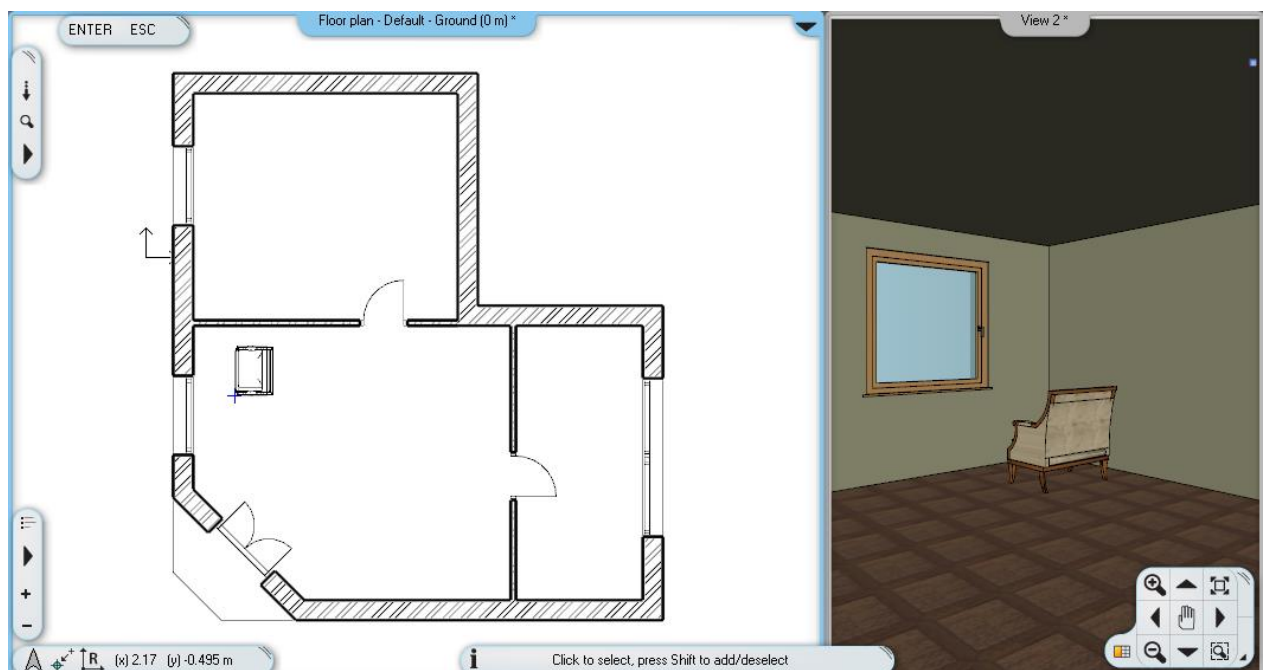 ENTER ESC
Floor plan - Default - Ground (0 m) *
View 2 *
R (x) 2.17 (y) -0.495 m
i Click to select, press Shift to add/deselect